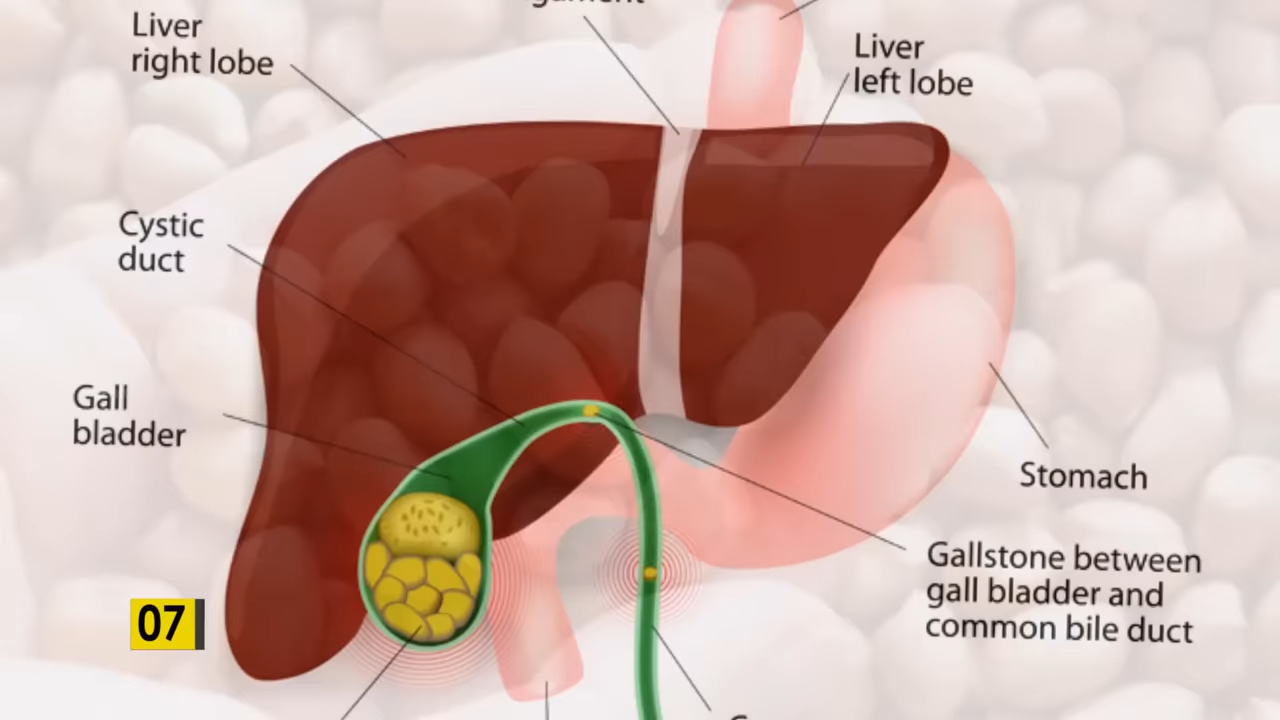 Liver
right lobe
Liver
left lobe
Cystic
duct
Gall
bladder
Stomach
Gallstone between
gall bladder and
common bile duct
07